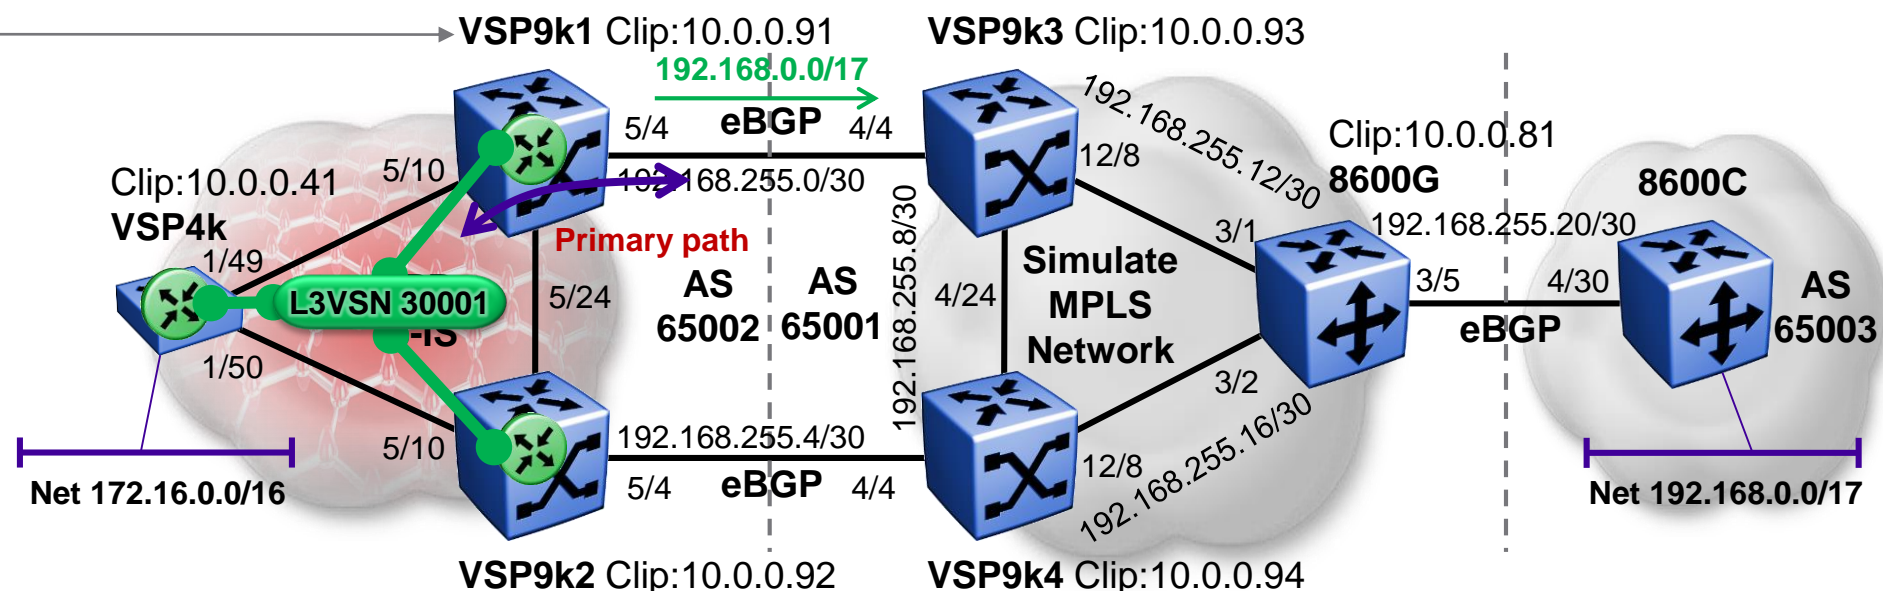 VSP9k1 Clip:10.0.0.91
VSP9k3 Clip:10.0.0.93
192.168.0.0/17
eBGP
5/4
4/4
192.168.255.0/30
192.168.255.12/30
12/8
Clip:10.0.0.81
8600G
8600C
Clip:10.0.0.41
VSP4k
5/10
1/49
Primary path
192.168.255.8/30
3/1
192.168.255.20/30
L3VSN 30001
-IS
5/24
AS
65002
AS
65001
4/24
Simulate
MPLS
Network
3/5
4/30
eBGP
AS
65003
1/50
3/2
5/10
192.168.255.4/30
192.168.255.16/30
12/8
5/4
eBGP
4/4
Net 172.16.0.0/16
Net 192.168.0.0/17
VSP9k2 Clip:10.0.0.92
VSP9k4 Clip:10.0.0.94